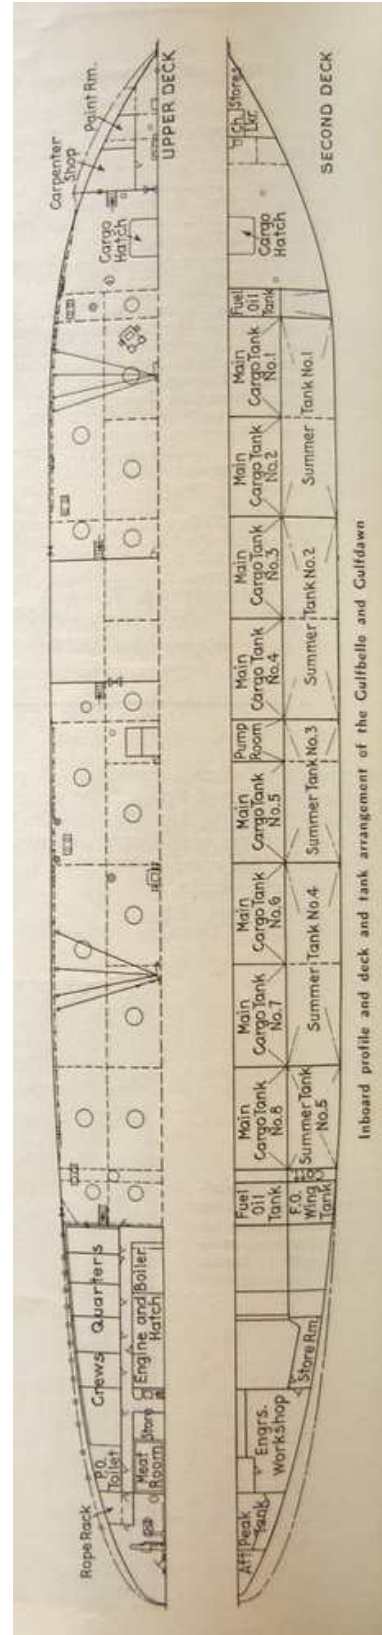 Rope Rack
P.O.
Toilet
Crews Quarters
Meat
Room
Store
Engine and Boiler
Hatch
Cargo
Hatch
Carpenter
Shop
Paint Rm.
UPPER DECK
Aft Peak
Tank
Engrs.
Workshop
Store Rm.
Fuel
Oil
Tank
F.O.
Wing
Tank
Main
Cargo Tank
No.8
Main
Cargo Tank
No.7
Main
Cargo Tank
No.6
Main
Cargo Tank
No.5
Pump
Room
Main
Cargo Tank
No.4
Main
Cargo Tank
No.3
Main
Cargo Tank
No.2
Main
Cargo Tank
No.1
Fuel
Oil
Tank
Summer Tank
No.5
Summer Tank No.4
Summer Tank No.3
Summer Tank No.2
Summer Tank No.1
Cargo
Hatch
Ch.
Lkr.
Stores
SECOND DECK
Inboard profile and deck and tank arrangement of the Gulfbelle and Gulfdawn